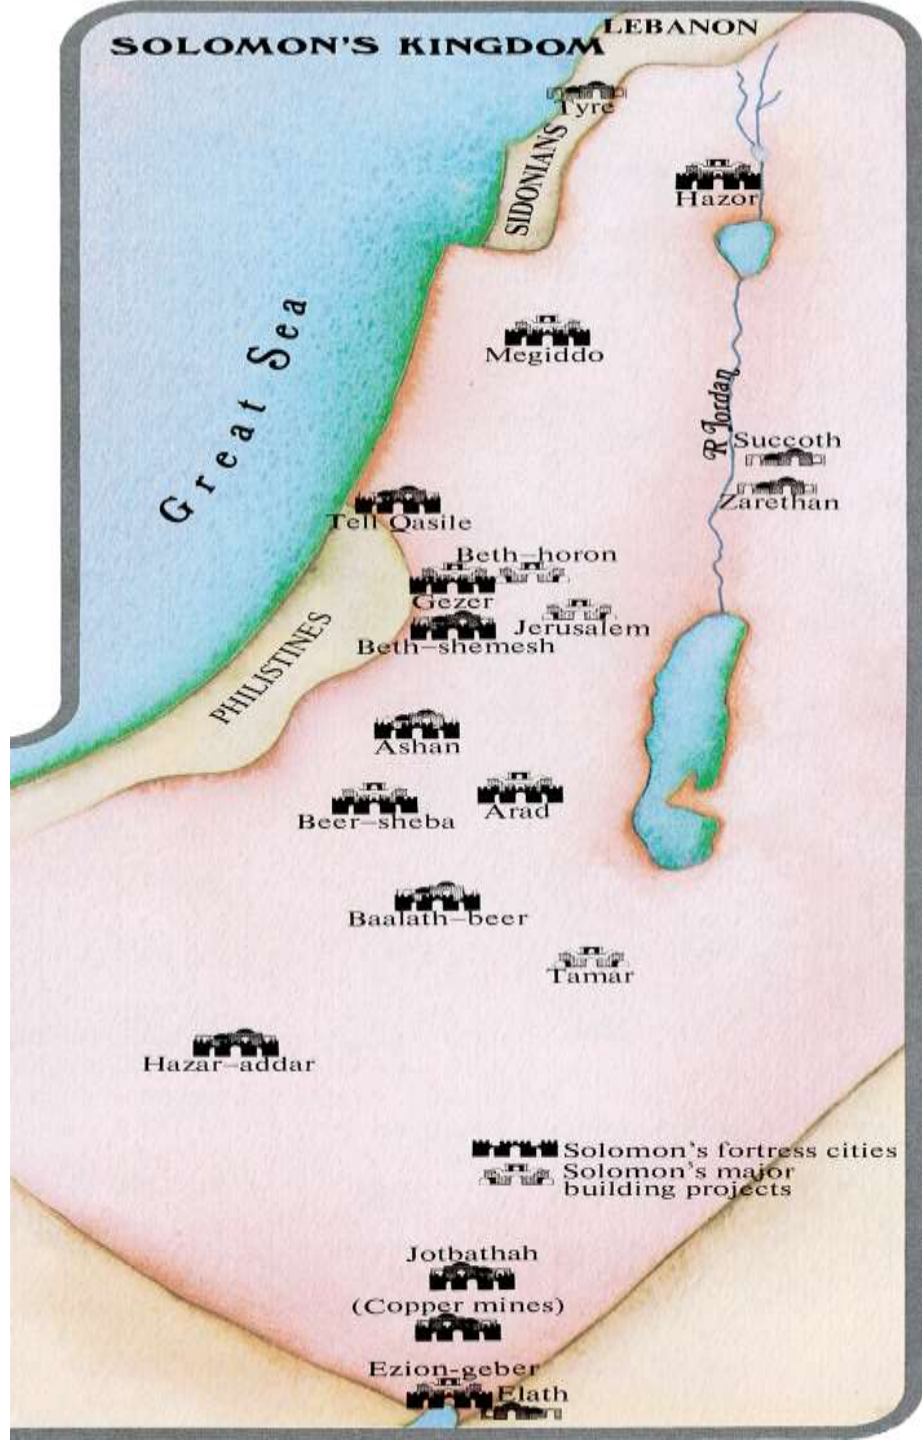 SOLOMON'S KINGDOM
LEBANON
Tyre
SIDONIANS
Hazor
Great Sea
Megiddo
R Jordan
Succoth
Zarethan
Tell Qasile
Beth-horon
Gezer
Jerusalem
Beth-shemesh
PHILISTINES
Ashan
Beer-sheba
Arad
Baalath-beer
Tamar
Hazar-addar
Solomon's fortress cities
Solomon's major
building projects
Jotbathah
(Copper mines)
Ezion-geber
Elath